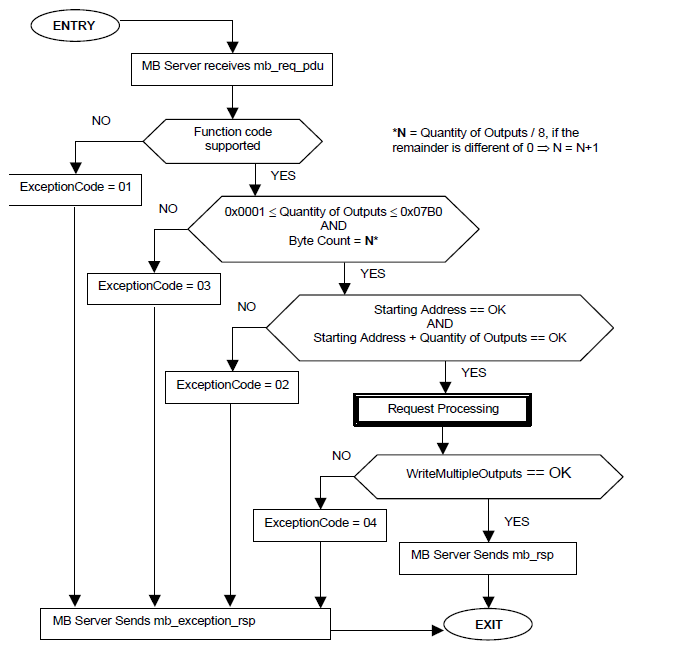 ENTRY
MB Server receives mb_req_pdu
NO
Function code
supported
*N = Quantity of Outputs / 8, if the
remainder is different of 0 ⇒ N = N+1
YES
ExceptionCode = 01
NO
0x0001 ≤ Quantity of Outputs ≤ 0x07B0
AND
Byte Count = N*
YES
ExceptionCode = 03
NO
Starting Address == OK
AND
Starting Address + Quantity of Outputs == OK
YES
ExceptionCode = 02
Request Processing
NO
WriteMultipleOutputs == OK
YES
ExceptionCode = 04
MB Server Sends mb_rsp
MB Server Sends mb_exception_rsp
EXIT